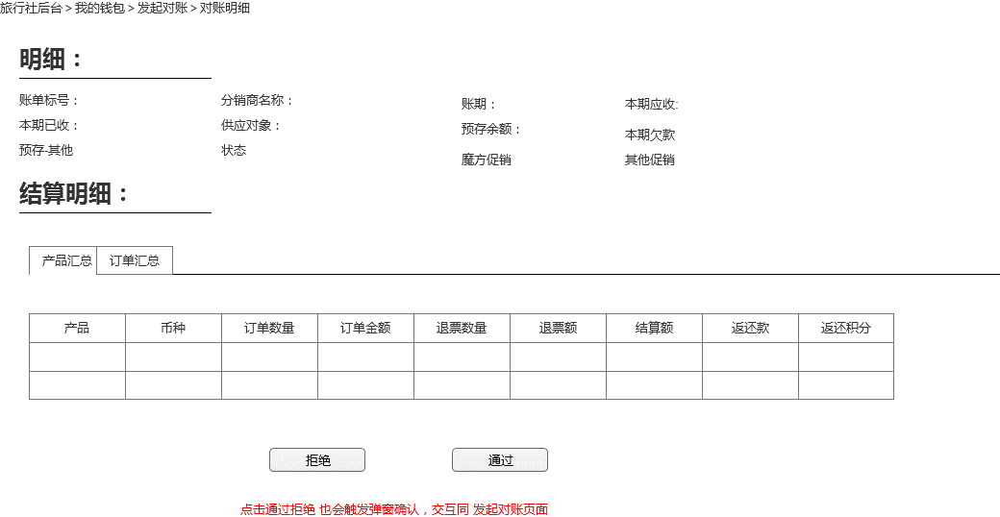 旅行社后台 > 我的钱包 > 发起对账 > 对账明细
明细：
账单标号： 分销商名称： 账期： 本期应收:
本期已收： 供应对象： 预存余额： 本期欠款
预存-其他 状态 魔方促销 其他促销
结算明细：
产品汇总 订单汇总
产品 币种 订单数量 订单金额 退票数量 退票额 结算额 返还款 返还积分
拒绝 通过
点击通过拒绝 也会触发弹窗确认，交互同 发起对账页面